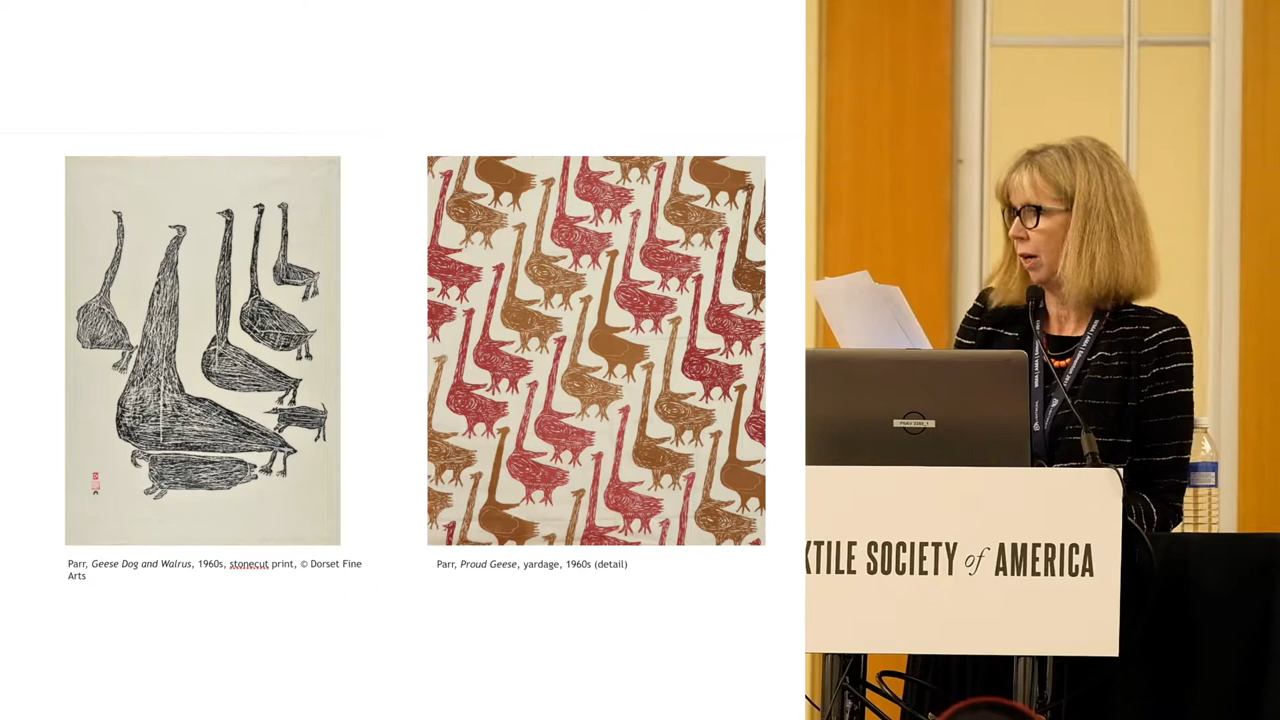 Parr, Geese Dog and Walrus, 1960s, stonecut print, © Dorset Fine
Arts
Parr, Proud Geese, yardage, 1960s (detail)
XTILE SOCIETY of AMERICA